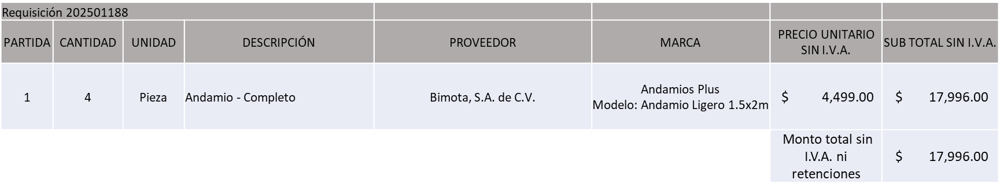 Requisición 202501188
PARTIDA CANTIDAD UNIDAD DESCRIPCIÓN PROVEEDOR MARCA PRECIO UNITARIO SIN I.V.A. SUB TOTAL SIN I.V.A.
1 4 Pieza Andamio - Completo Bimota, S.A. de C.V. Andamios Plus Modelo: Andamio Ligero 1.5x2m $ 4,499.00 $ 17,996.00
Monto total sin I.V.A. ni retenciones $ 17,996.00